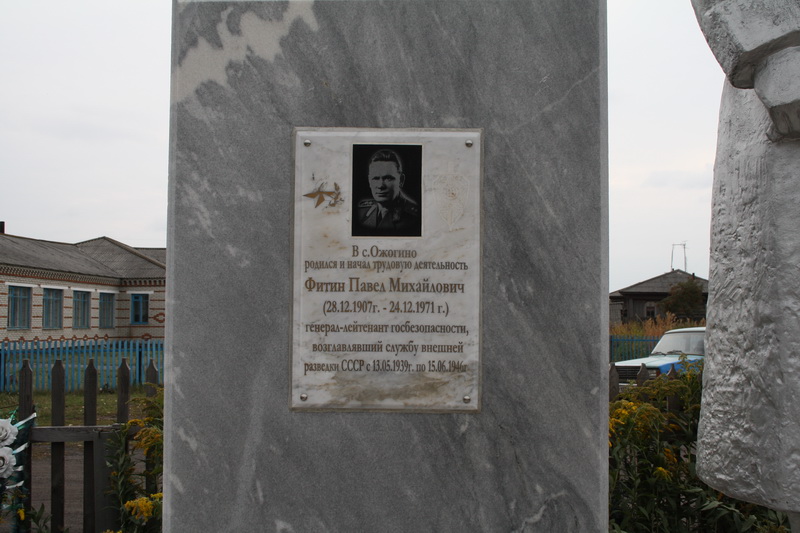 В с.Ожогино
родился и начал трудовую деятельность
Фитин Павел Михайлович
(28.12.1907г. - 24.12.1971 г.)
генерал-лейтенант госбезопасности,
возглавлявший службу внешней
разведки СССР с 13.05.1939г. по 15.06.1946г.